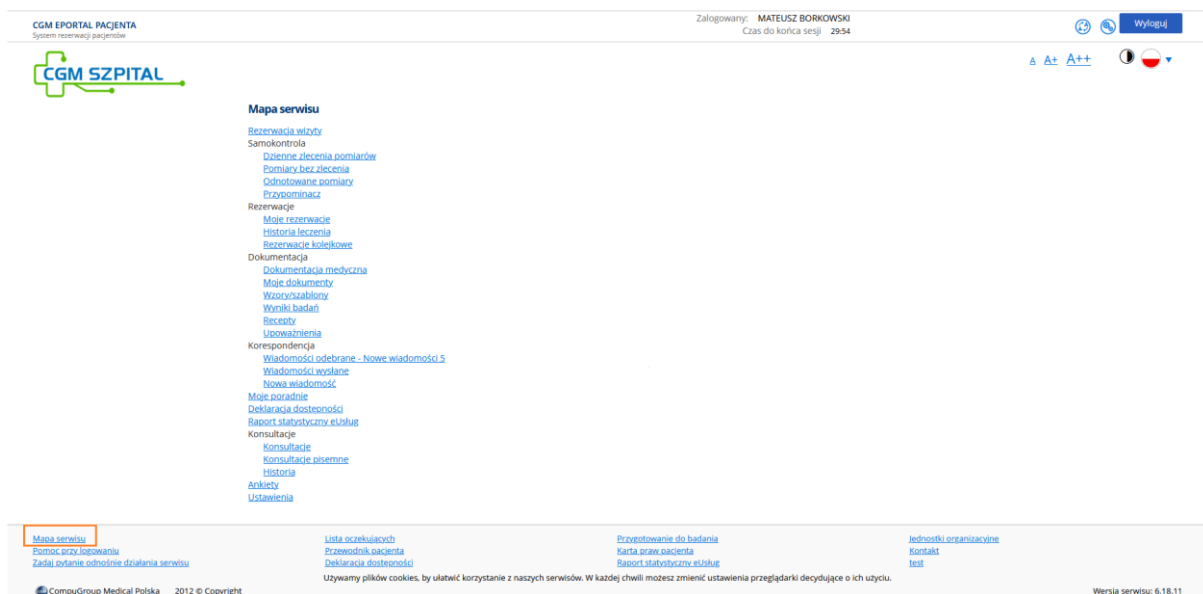 CGM EPORTAL PACJENTA
System rezerwacji pacjentów
Zalogowany: MATEUSZ BORKOWSKI
Czas do końca sesji 29:54
Wyloguj
CGM SZPITAL
A A+ A++
Mapa serwisu
Rezerwacja wizyty
Samokontrola
Dzienne zlecenia pomiarów
Pomiary bez zlecenia
Odnotowane pomiary
Przypominacz
Rezerwacje
Moje rezerwacje
Historia leczenia
Rezerwacje kolejkowe
Dokumentacja
Dokumentacja medyczna
Moje dokumenty
Wzory/szablony
Wyniki badań
Recepty
Upoważnienia
Korespondencja
Wiadomości odebrane - Nowe wiadomości 5
Wiadomości wysłane
Nowa wiadomość
Moje poradnie
Deklaracja dostępności
Raport statystyczny eUsług
Konsultacje
Konsultacje
Konsultacje pisemne
Historia
Ankiety
Ustawienia
Mapa serwisu Lista oczekujących Przygotowanie do badania Jednostki organizacyjne
Pomoc przy logowaniu Przewodnik pacjenta Karta praw pacjenta Kontakt
Zadaj pytanie odnośnie działania serwisu Deklaracja dostępności Raport statystyczny eUsług test
Używamy plików cookies, by ułatwić korzystanie z naszych serwisów. W każdej chwili możesz zmienić ustawienia przeglądarki decydujące o ich użyciu.
CompuGroup Medical Polska 2012 © Copyright Wersja serwisu: 6.18.11